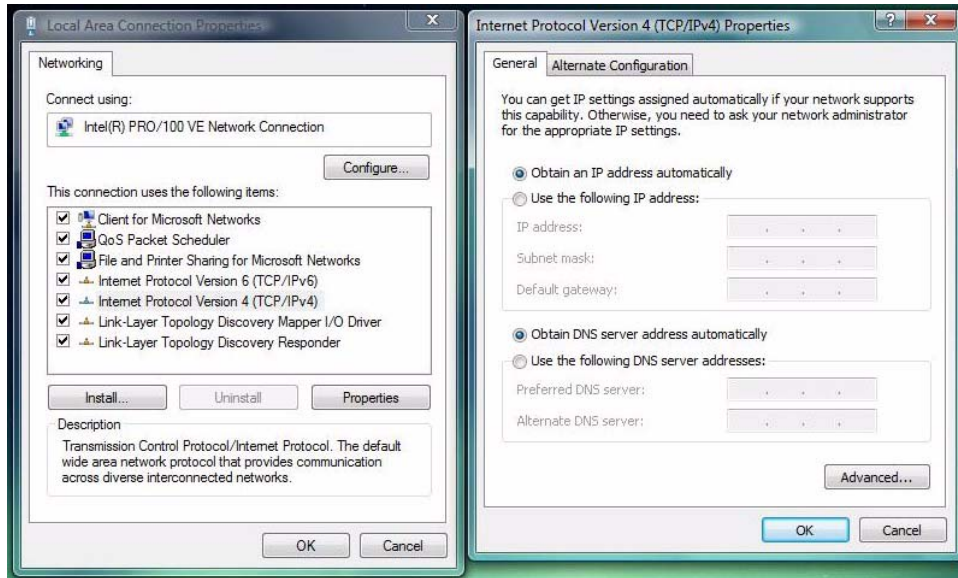 Local Area Connection Properties
Networking
Connect using:
Intel(R) PRO/100 VE Network Connection
Configure...
This connection uses the following items:
Client for Microsoft Networks
QoS Packet Scheduler
File and Printer Sharing for Microsoft Networks
Internet Protocol Version 6 (TCP/IPv6)
Internet Protocol Version 4 (TCP/IPv4)
Link-Layer Topology Discovery Mapper I/O Driver
Link-Layer Topology Discovery Responder
Install...
Uninstall
Properties
Description
Transmission Control Protocol/Internet Protocol. The default
wide area network protocol that provides communication
across diverse interconnected networks.
OK
Cancel
Internet Protocol Version 4 (TCP/IPv4) Properties
General
Alternate Configuration
You can get IP settings assigned automatically if your network supports
this capability. Otherwise, you need to ask your network administrator
for the appropriate IP settings.
Obtain an IP address automatically
Use the following IP address:
IP address:
Subnet mask:
Default gateway:
Obtain DNS server address automatically
Use the following DNS server addresses:
Preferred DNS server:
Alternate DNS server:
Advanced...
OK
Cancel